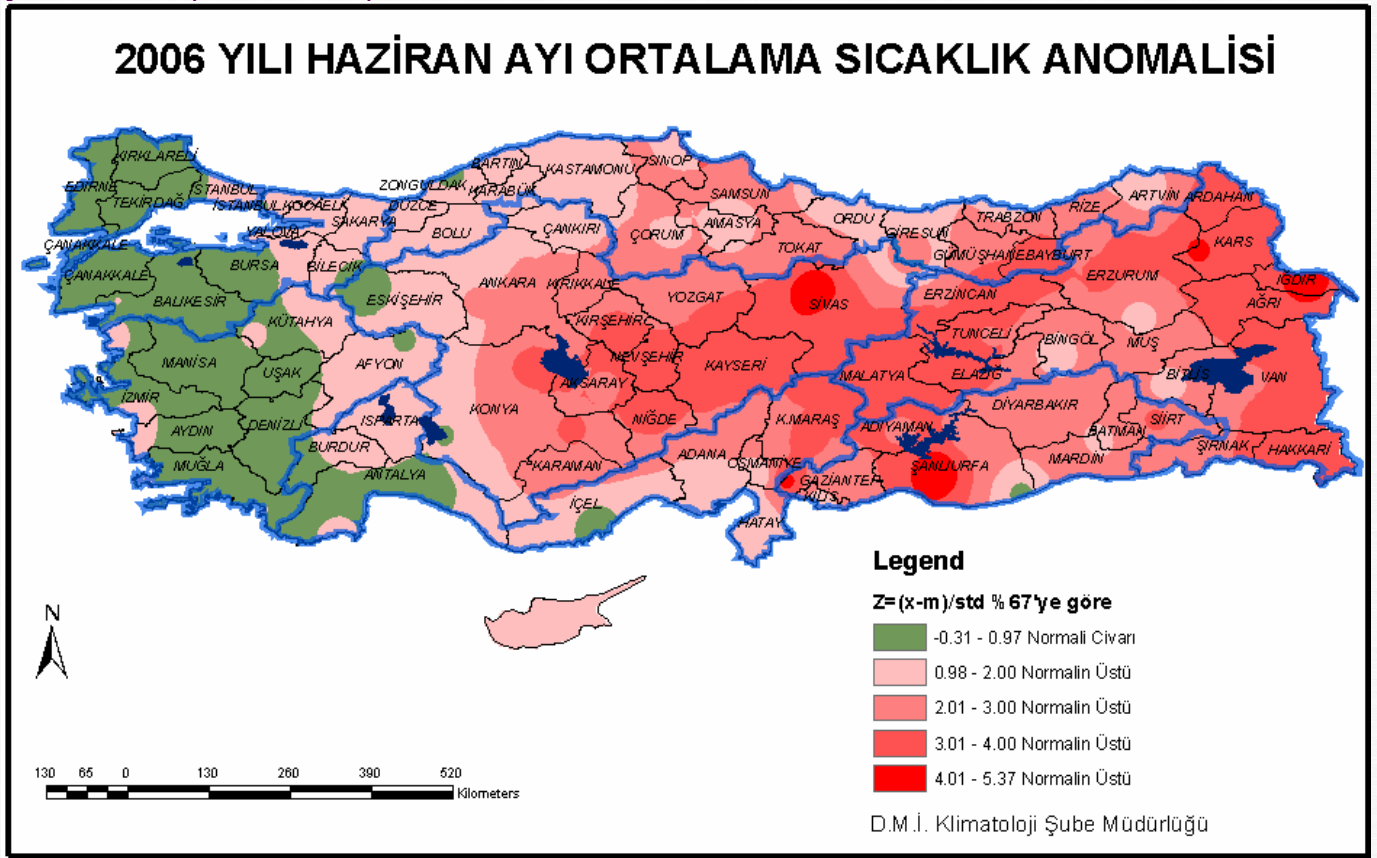 2006 YILI HAZİRAN AYI ORTALAMA SICAKLIK ANOMALİSİ
KIRKLARELİ
EDİRNE
TEKİRDAĞ
İSTANBUL
İSTANBUL
KOCAELİ
YALOVA
SAKARYA
DÜZCE
ZONGULDAK
BARTIN
KARABÜK
KASTAMONU
SİNOP
SAMSUN
BOLU
ÇANKIRI
ÇORUM
AMASYA
TOKAT
ORDU
GİRESUN
TRABZON
RİZE
ARTVİN
ARDAHAN
KARS
GÜMÜŞHANE
BAYBURT
ERZURUM
IĞDIR
AĞRI
ÇANAKKALE
ÇANAKKALE
BALIKESİR
BURSA
BİLECİK
ESKİŞEHİR
ANKARA
KIRIKKALE
YOZGAT
SİVAS
ERZİNCAN
TUNCELİ
BİNGÖL
MUŞ
KÜTAHYA
KIRŞEHİRÇ
NEVŞEHİR
KAYSERİ
MALATYA
ELAZIĞ
BİTLİS
VAN
MANİSA
UŞAK
AFYON
AKSARAY
İZMİR
KONYA
NİĞDE
K.MARAŞ
ADIYAMAN
DİYARBAKIR
BATMAN
SİİRT
AYDIN
DENİZLİ
ISPARTA
BURDUR
MUĞLA
ANTALYA
KARAMAN
ADANA
OSMANİYE
GAZİANTEP
KİLİS
ŞANLIURFA
MARDİN
ŞIRNAK
HAKKARİ
İÇEL
HATAY
Legend
Z=(x-m)/std %67'ye göre
-0.31 - 0.97 Normali Civarı
0.98 - 2.00 Normalin Üstü
2.01 - 3.00 Normalin Üstü
3.01 - 4.00 Normalin Üstü
4.01 - 5.37 Normalin Üstü
D.M.İ. Klimatoloji Şube Müdürlüğü
N
130 65 0 130 260 390 520
Kilometers